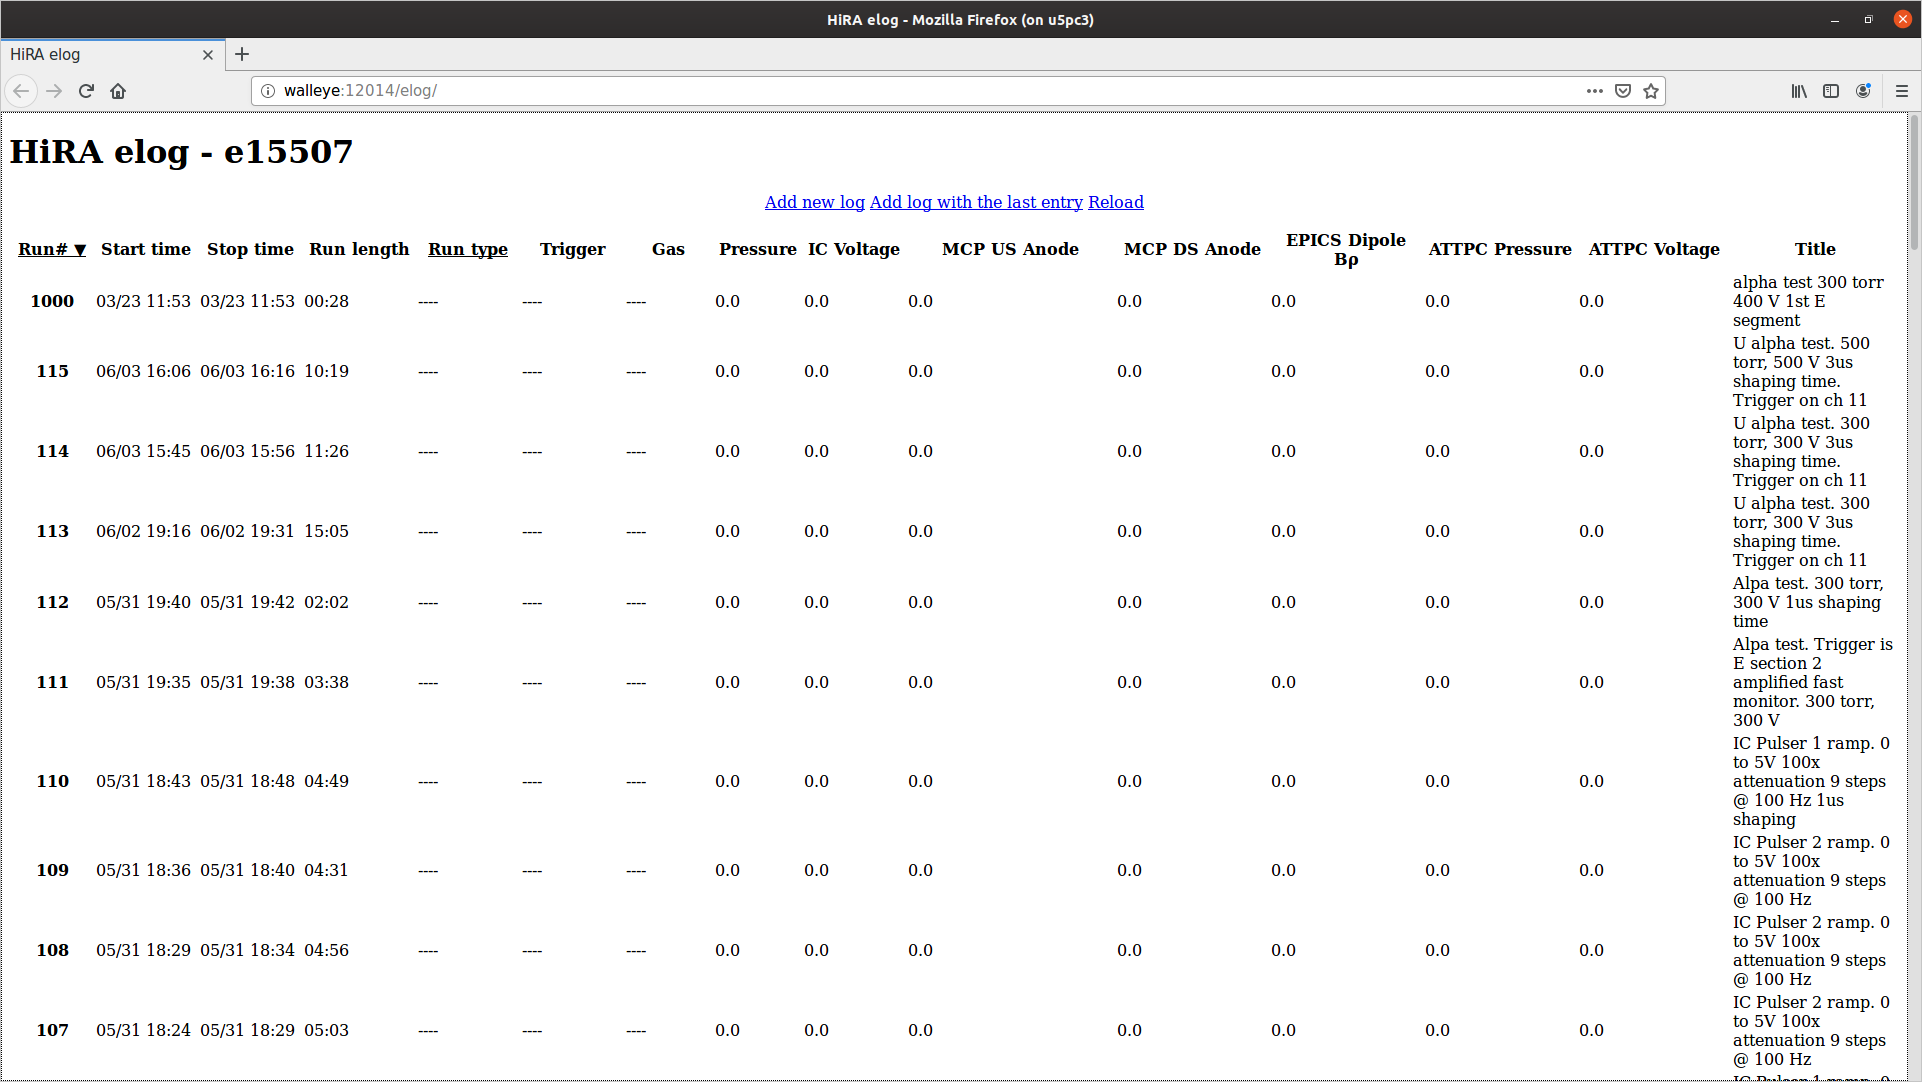 HiRA elog - Mozilla Firefox (on u5pc3)
HiRA elog
walleye:12014/elog/
HiRA elog - e15507
Add new log Add log with the last entry Reload
Run# ▼ Start time Stop time Run length Run type Trigger Gas Pressure IC Voltage MCP US Anode MCP DS Anode EPICS Dipole Bρ ATTPC Pressure ATTPC Voltage Title
1000 03/23 11:53 03/23 11:53 00:28 ---- ---- ---- 0.0 0.0 0.0 0.0 0.0 0.0 0.0 alpha test 300 torr
400 V 1st E
segment
115 06/03 16:06 06/03 16:16 10:19 ---- ---- ---- 0.0 0.0 0.0 0.0 0.0 0.0 0.0 U alpha test. 500
torr, 500 V 3us
shaping time.
Trigger on ch 11
114 06/03 15:45 06/03 15:56 11:26 ---- ---- ---- 0.0 0.0 0.0 0.0 0.0 0.0 0.0 U alpha test. 300
torr, 300 V 3us
shaping time.
Trigger on ch 11
113 06/02 19:16 06/02 19:31 15:05 ---- ---- ---- 0.0 0.0 0.0 0.0 0.0 0.0 0.0 U alpha test. 300
torr, 300 V 3us
shaping time.
Trigger on ch 11
112 05/31 19:40 05/31 19:42 02:02 ---- ---- ---- 0.0 0.0 0.0 0.0 0.0 0.0 0.0 Alpa test. 300 torr,
300 V 1us shaping
time
111 05/31 19:35 05/31 19:38 03:38 ---- ---- ---- 0.0 0.0 0.0 0.0 0.0 0.0 0.0 Alpa test. Trigger is
E section 2
amplified fast
monitor. 300 torr,
300 V
110 05/31 18:43 05/31 18:48 04:49 ---- ---- ---- 0.0 0.0 0.0 0.0 0.0 0.0 0.0 IC Pulser 1 ramp. 0
to 5V 100x
attenuation 9 steps
@ 100 Hz 1us
shaping
109 05/31 18:36 05/31 18:40 04:31 ---- ---- ---- 0.0 0.0 0.0 0.0 0.0 0.0 0.0 IC Pulser 2 ramp. 0
to 5V 100x
attenuation 9 steps
@ 100 Hz
108 05/31 18:29 05/31 18:34 04:56 ---- ---- ---- 0.0 0.0 0.0 0.0 0.0 0.0 0.0 IC Pulser 2 ramp. 0
to 5V 100x
attenuation 9 steps
@ 100 Hz
107 05/31 18:24 05/31 18:29 05:03 ---- ---- ---- 0.0 0.0 0.0 0.0 0.0 0.0 0.0 IC Pulser 2 ramp. 0
to 5V 100x
attenuation 9 steps
@ 100 Hz
IC Pulser 1 ramp. 0